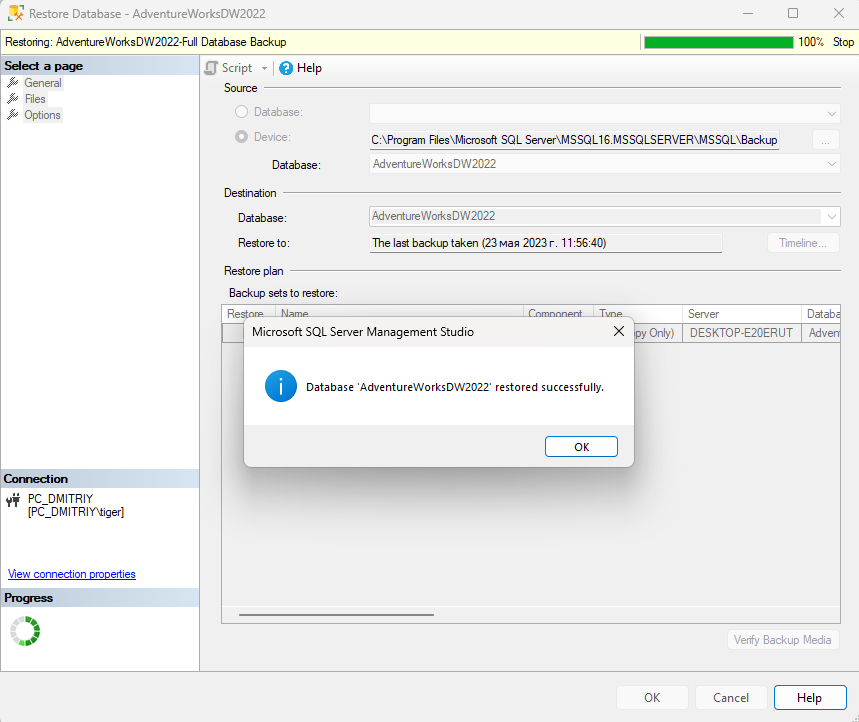 Restore Database - AdventureWorksDW2022
Restoring: AdventureWorksDW2022-Full Database Backup
100% Stop
Select a page
General
Files
Options
Script
Help
Source
Database:
Device:
C:\Program Files\Microsoft SQL Server\MSSQL16.MSSQLSERVER\MSSQL\Backup
...
Database:
AdventureWorksDW2022
Destination
Database:
AdventureWorksDW2022
Restore to:
The last backup taken (23 мая 2023 г. 11:56:40)
Timeline...
Restore plan
Backup sets to restore:
Restore Name Component Type Server Databa
py Only) DESKTOP-E20ERUT Adven
Microsoft SQL Server Management Studio
Database 'AdventureWorksDW2022' restored successfully.
OK
Connection
PC_DMITRIY
[PC_DMITRIY\tiger]
View connection properties
Progress
Verify Backup Media
OK Cancel Help